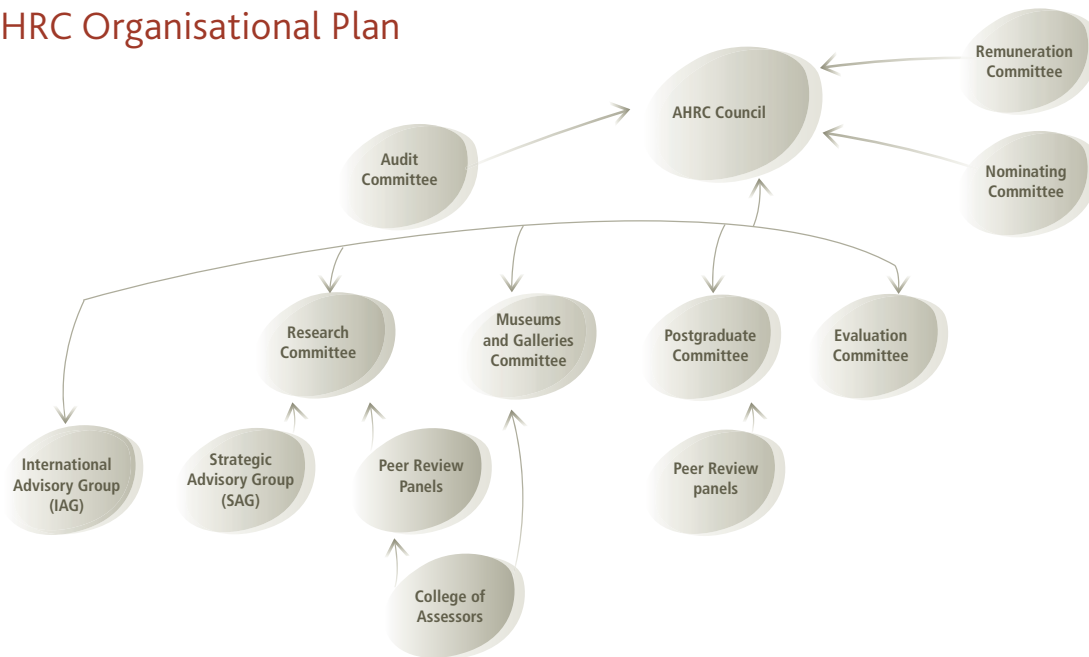 HRC Organisational Plan
Remuneration
Committee
AHRC Council
Audit
Committee
Nominating
Committee
Research
Committee
Museums
and Galleries
Committee
Postgraduate
Committee
Evaluation
Committee
International
Advisory Group
(IAG)
Strategic
Advisory Group
(SAG)
Peer Review
Panels
Peer Review
panels
College of
Assessors